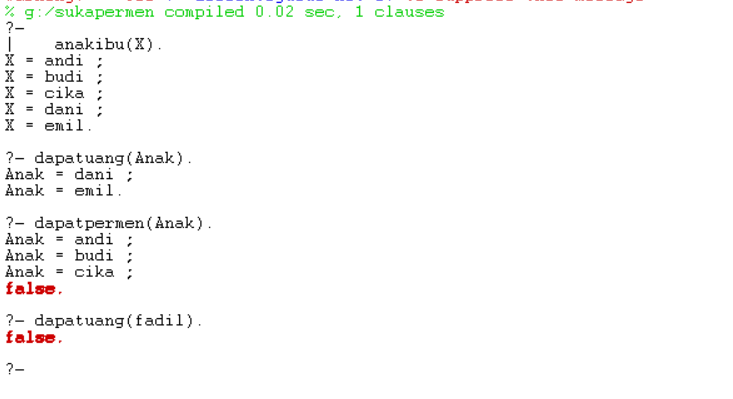 % g:/sukapermen compiled 0.02 sec, 1 clauses
?-
|    anakibu(X).
X = andi ;
X = budi ;
X = cika ;
X = dani ;
X = emil.
?- dapatuang(Anak).
Anak = dani ;
Anak = emil.
?- dapatpermen(Anak).
Anak = andi ;
Anak = budi ;
Anak = cika ;
false.
?- dapatuang(fadil).
false.
?-